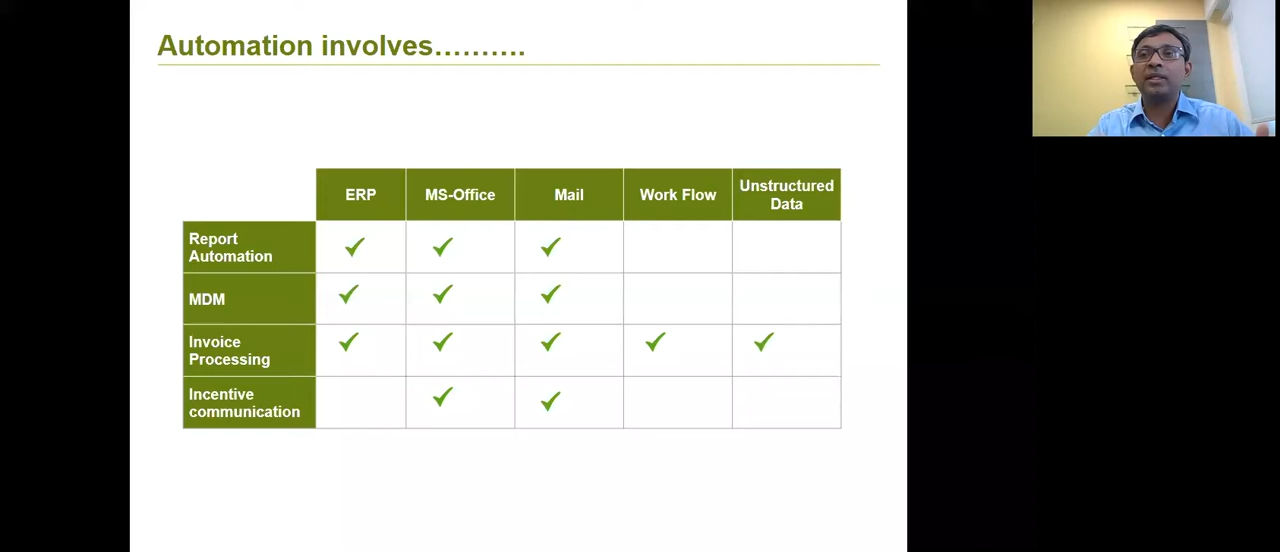 Automation involves……….
ERP
MS-Office
Mail
Work Flow
Unstructured
Data
Report
Automation
✓ ✓ ✓
MDM
✓ ✓ ✓
Invoice
Processing
✓ ✓ ✓ ✓ ✓
Incentive
communication
✓ ✓